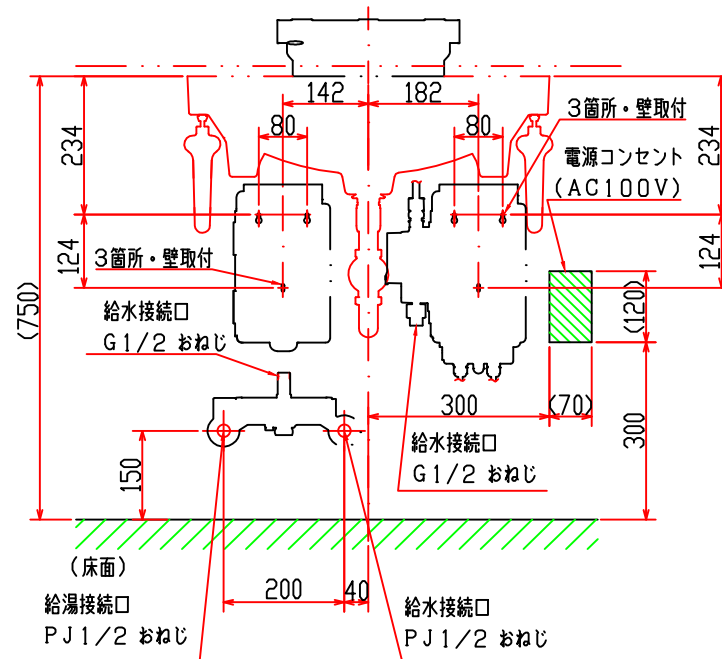 142
182
80
80
3箇所・壁取付
234
234
電源コンセント
(AC100V)
124
124
3箇所・壁取付
(750)
給水接続口
G1/2 おねじ
(120)
300
(70)
300
給水接続口
G1/2 おねじ
150
(床面)
200
40
給湯接続口
PJ1/2 おねじ
給水接続口
PJ1/2 おねじ